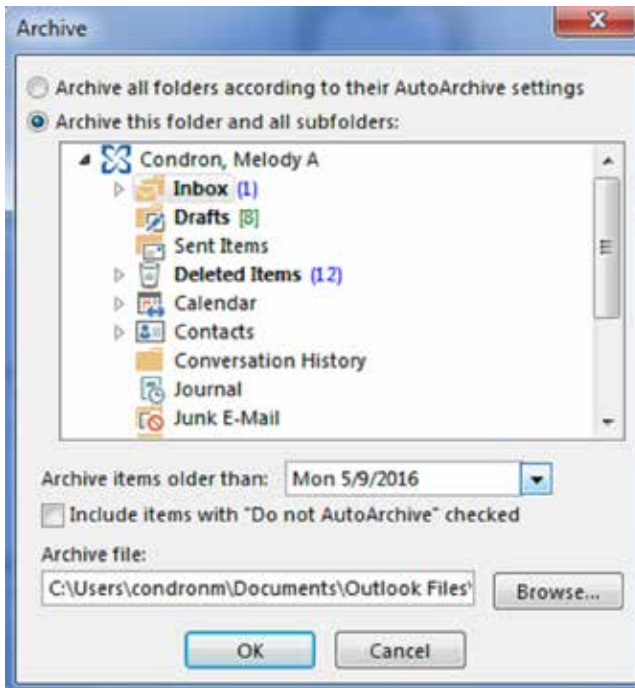 Archive
Archive all folders according to their AutoArchive settings
Archive this folder and all subfolders:
Condron, Melody A
Inbox (1)
Drafts [8]
Sent Items
Deleted Items (12)
Calendar
Contacts
Conversation History
Journal
Junk E-Mail
Archive items older than: Mon 5/9/2016
Include items with "Do not AutoArchive" checked
Archive file:
C:\Users\condronm\Documents\Outlook Files\ Browse...
OK Cancel